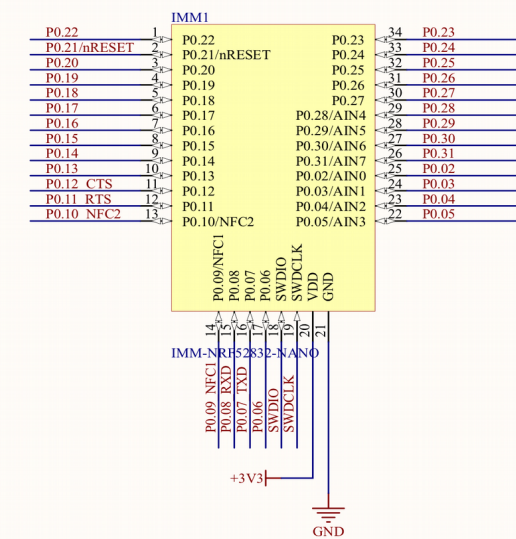 IMM1
P0.22 1 P0.22 P0.23 34 P0.23
P0.21/nRESET 2 P0.21/nRESET P0.24 33 P0.24
P0.20 3 P0.20 P0.25 32 P0.25
P0.19 4 P0.19 P0.26 31 P0.26
P0.18 5 P0.18 P0.27 30 P0.27
P0.17 6 P0.17 P0.28/AIN4 29 P0.28
P0.16 7 P0.16 P0.29/AIN5 28 P0.29
P0.15 8 P0.15 P0.30/AIN6 27 P0.30
P0.14 9 P0.14 P0.31/AIN7 26 P0.31
P0.13 10 P0.13 P0.02/AIN0 25 P0.02
P0.12 CTS 11 P0.12 P0.03/AIN1 24 P0.03
P0.11 RTS 12 P0.11 P0.04/AIN2 23 P0.04
P0.10 NFC2 13 P0.10/NFC2 P0.05/AIN3 22 P0.05
P0.09/NFC1
P0.08
P0.07
P0.06
SWDIO
SWDCLK
VDD
GND
14 15 16 17 18 19 20 21
IMM-NRF52832-NANO
P0.09 NFC1
P0.08 RXD
P0.07 TXD
P0.06
SWDIO
SWDCLK
+3V3
GND